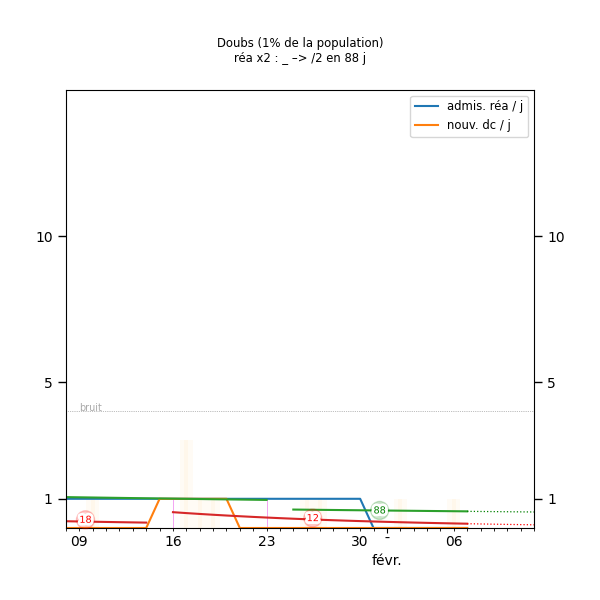 Doubs (1% de la population)
réa x2 : _ –> /2 en 88 j
admis. réa / j
nouv. dc / j
10
10
5
5
bruit
1
1
18
12
88
09
16
23
30
-
06
févr.